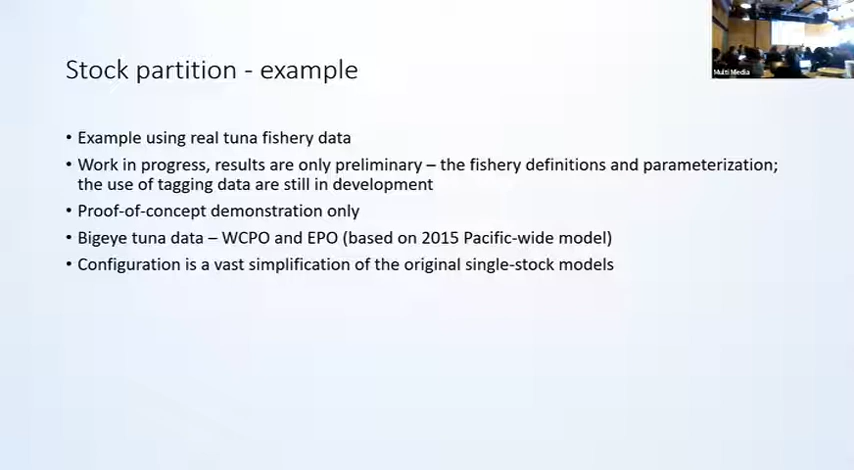 Multi Media
Stock partition - example
• Example using real tuna fishery data
• Work in progress, results are only preliminary – the fishery definitions and parameterization;
the use of tagging data are still in development
• Proof-of-concept demonstration only
• Bigeye tuna data – WCPO and EPO (based on 2015 Pacific-wide model)
• Configuration is a vast simplification of the original single-stock models